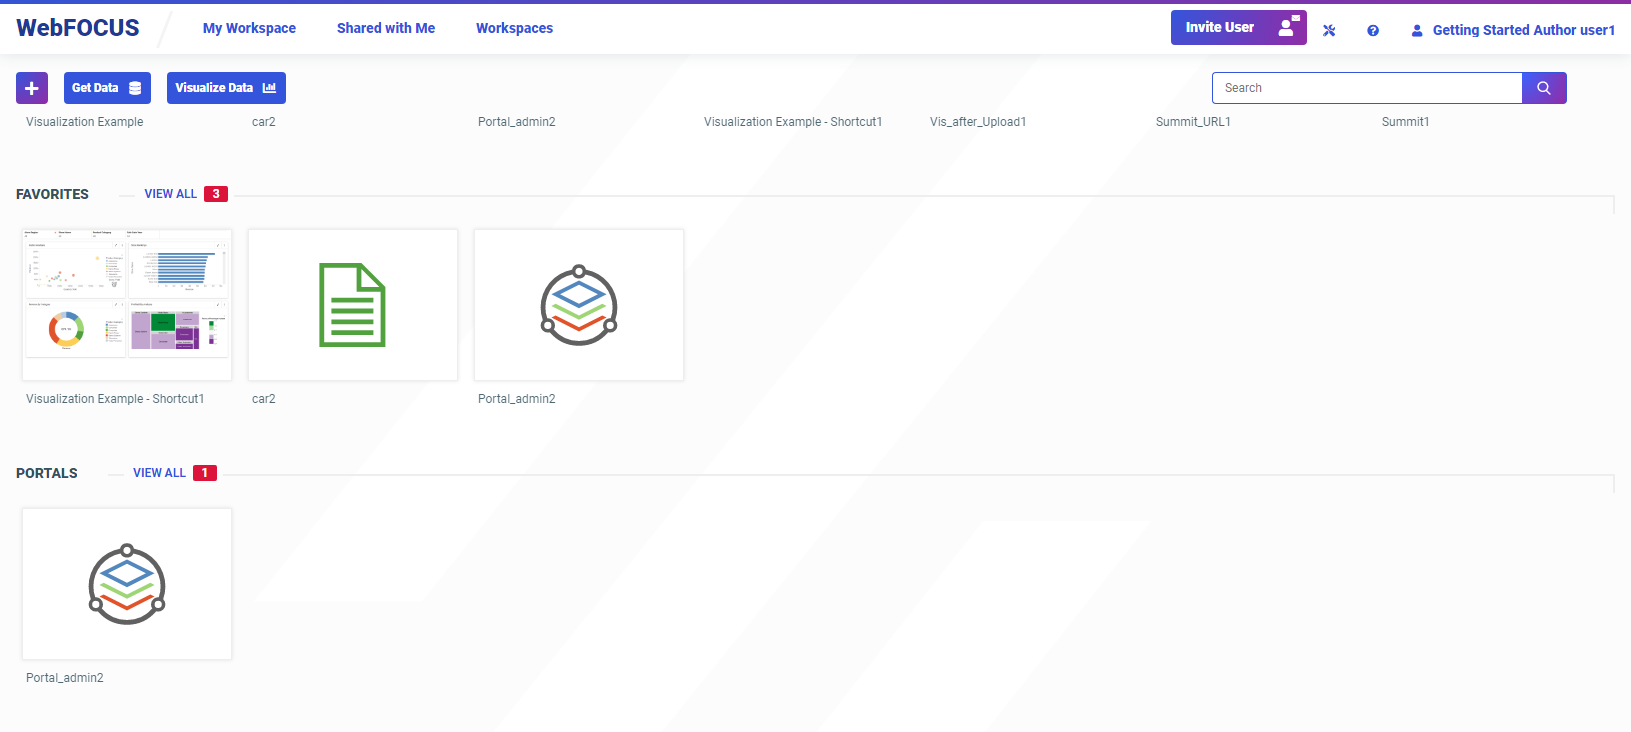 WebFOCUS
My Workspace
Shared with Me
Workspaces
Invite User
Getting Started Author user1
Get Data
Visualize Data
Search
Visualization Example
car2
Portal_admin2
Visualization Example - Shortcut1
Vis_after_Upload1
Summit_URL1
Summit1
FAVORITES
VIEW ALL
3
Visualization Example - Shortcut1
car2
Portal_admin2
PORTALS
VIEW ALL
1
Portal_admin2